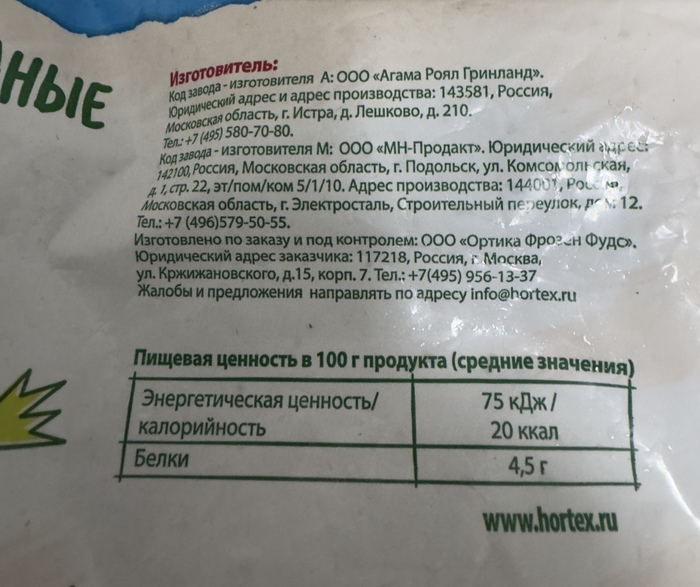 НЫЕ
Изготовитель:
Код завода - изготовителя А: ООО «Агама Роял Гринланд».
Юридический адрес и адрес производства: 143581, Россия,
Московская область, г. Истра, д. Лешково, д. 210.
Тел.: +7 (495) 580-70-80.
Код завода - изготовителя М: ООО «МН-Продакт». Юридический адрес:
142100, Россия, Московская область, г. Подольск, ул. Комсомольская,
д. 1, стр. 22, эт/пом/ком 5/1/10. Адрес производства: 144001, Россия,
Московская область, г. Электросталь, Строительный переулок, дом 12.
Тел.: +7 (496)579-50-55.
Изготовлено по заказу и под контролем: ООО «Ортика Фрозен Фудс».
Юридический адрес заказчика: 117218, Россия, г. Москва,
ул. Кржижановского, д.15, корп. 7. Тел.: +7(495) 956-13-37
Жалобы и предложения направлять по адресу info@hortex.ru
Пищевая ценность в 100 г продукта (средние значения)
Энергетическая ценность/ 75 кДж/
калорийность 20 ккал
Белки 4,5 г
www.hortex.ru